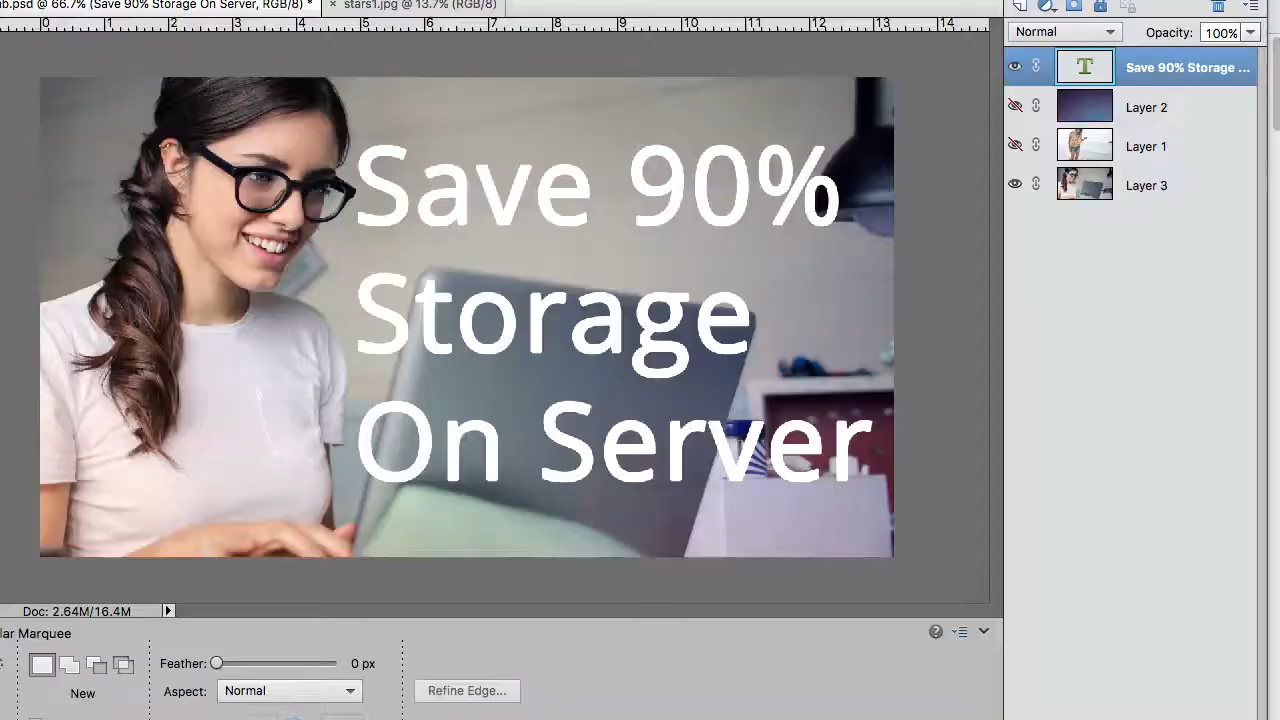 b.psd @ 66.7% (Save 90% Storage On Server, RGB/8) *
× stars1.jpg @ 13.7% (RGB/8)
0 1 2 3 4 5 6 7 8 9 10 11 12 13 14
Normal
Opacity: 100%
T Save 90% Storage ...
Layer 2
Layer 1
Layer 3
Save 90%
Storage
On Server
Doc: 2.64M/16.4M
lar Marquee
Feather: 0 px
New
Aspect: Normal
Refine Edge...